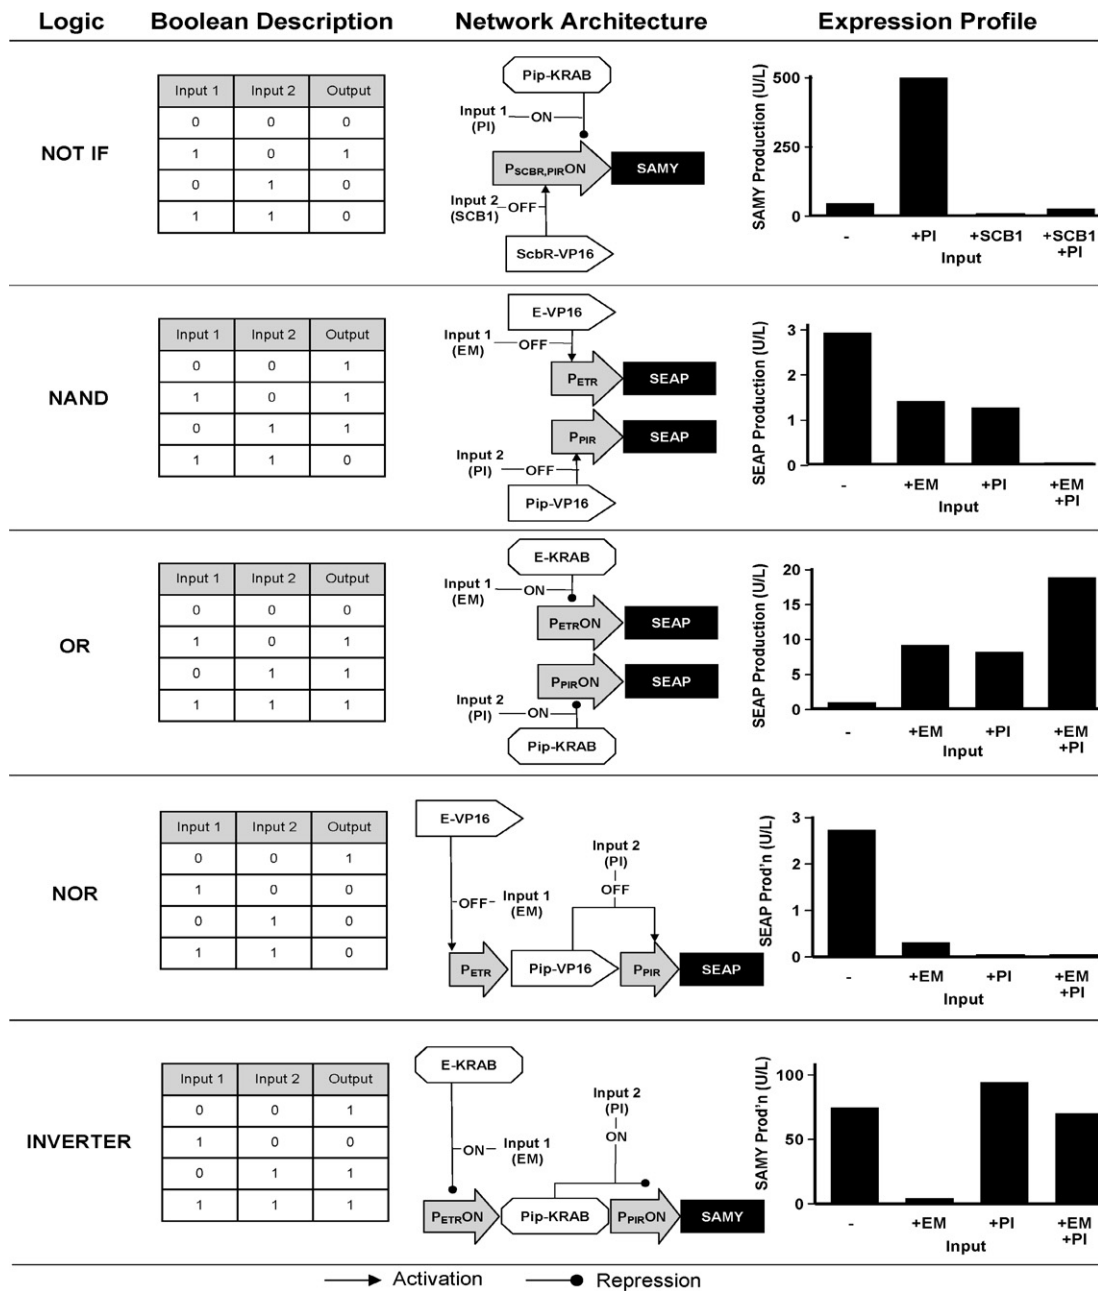 Logic Boolean Description Network Architecture Expression Profile
NOT IF
Input 1 Input 2 Output
0 0 0
1 0 1
0 1 0
1 1 0
Pip-KRAB
Input 1
(PI)
ON
PSCBR,PIRON SAMY
Input 2
(SCB1)
OFF
ScbR-VP16
SAMY Production (U/L)
500
250
0
- +PI +SCB1 +SCB1
+PI
Input
NAND
Input 1 Input 2 Output
0 0 1
1 0 1
0 1 1
1 1 0
E-VP16
Input 1
(EM)
OFF
PETR SEAP
PPIR SEAP
Input 2
(PI)
OFF
Pip-VP16
SEAP Production (U/L)
3
2
1
0
- +EM +PI +EM
+PI
Input
OR
Input 1 Input 2 Output
0 0 0
1 0 1
0 1 1
1 1 1
E-KRAB
Input 1
(EM)
ON
PETRON SEAP
PPIRON SEAP
Input 2
(PI)
ON
Pip-KRAB
SEAP Production (U/L)
20
15
10
5
0
- +EM +PI +EM
+PI
Input
NOR
Input 1 Input 2 Output
0 0 1
1 0 0
0 1 0
1 1 0
E-VP16
Input 2
(PI)
OFF
OFF
Input 1
(EM)
PETR Pip-VP16 PPIR SEAP
SEAP Prod'n (U/L)
3
2
1
0
- +EM +PI +EM
+PI
Input
INVERTER
Input 1 Input 2 Output
0 0 1
1 0 0
0 1 1
1 1 1
E-KRAB
Input 2
(PI)
ON
ON
Input 1
(EM)
PETRON Pip-KRAB PPIRON SAMY
SAMY Prod'n (U/L)
100
50
0
- +EM +PI +EM
+PI
Input
Activation Repression